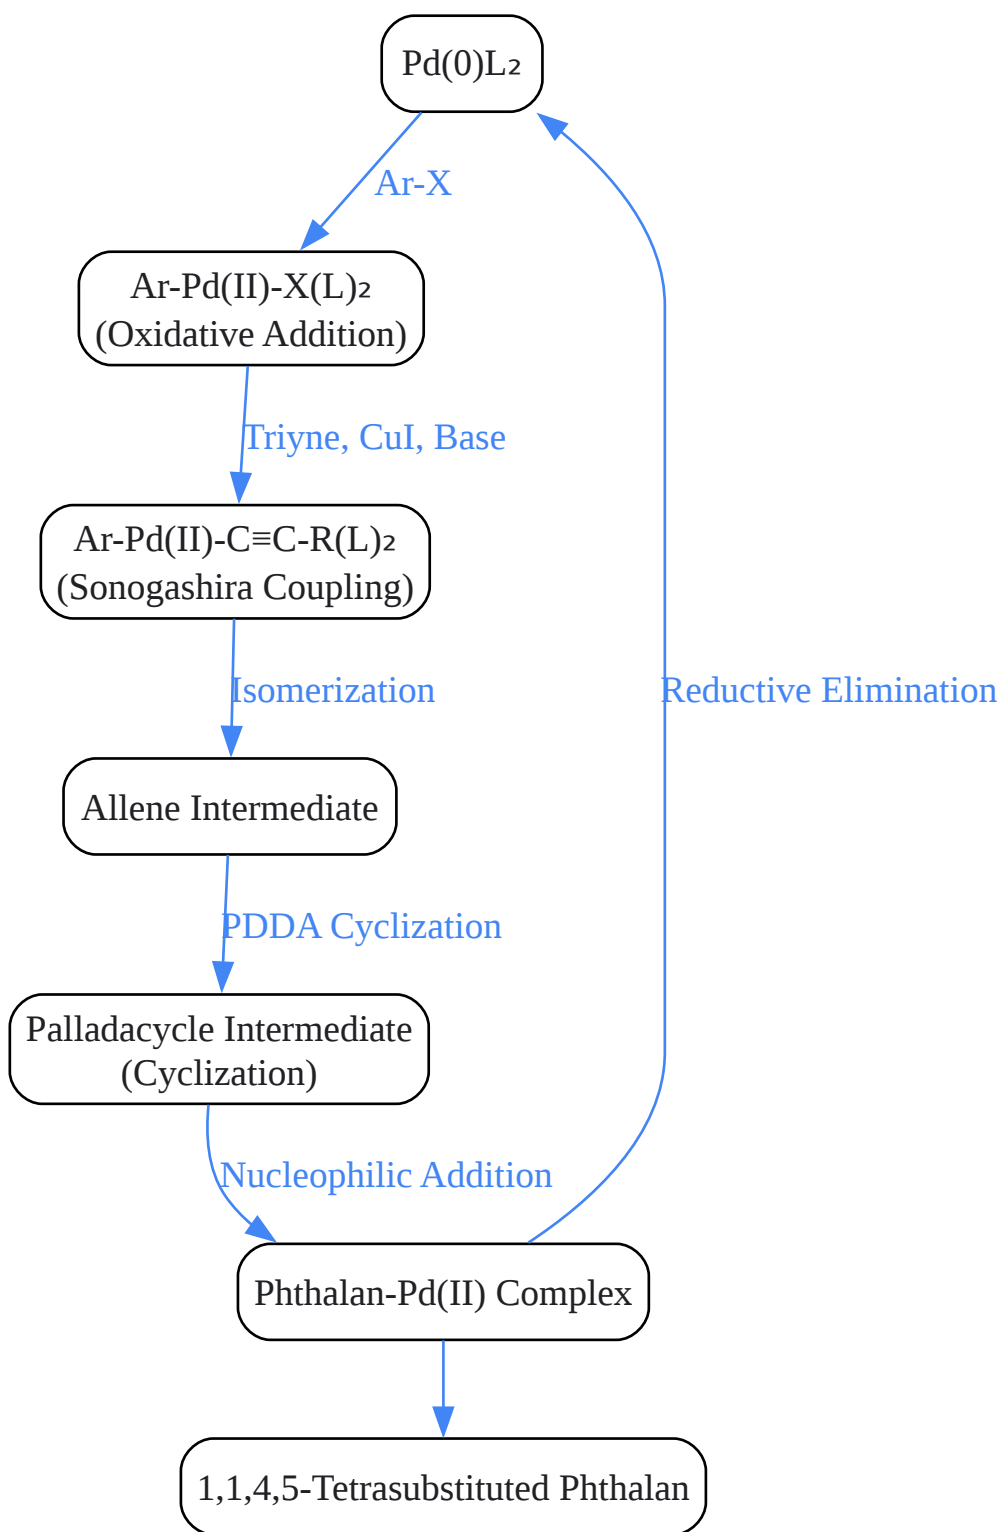 Pd(0)L₂
Ar-X
Ar-Pd(II)-X(L)₂
(Oxidative Addition)
Triyne, CuI, Base
Ar-Pd(II)-C≡C-R(L)₂
(Sonogashira Coupling)
Isomerization
Reductive Elimination
Allene Intermediate
PDDA Cyclization
Palladacycle Intermediate
(Cyclization)
Nucleophilic Addition
Phthalan-Pd(II) Complex
1,1,4,5-Tetrasubstituted Phthalan